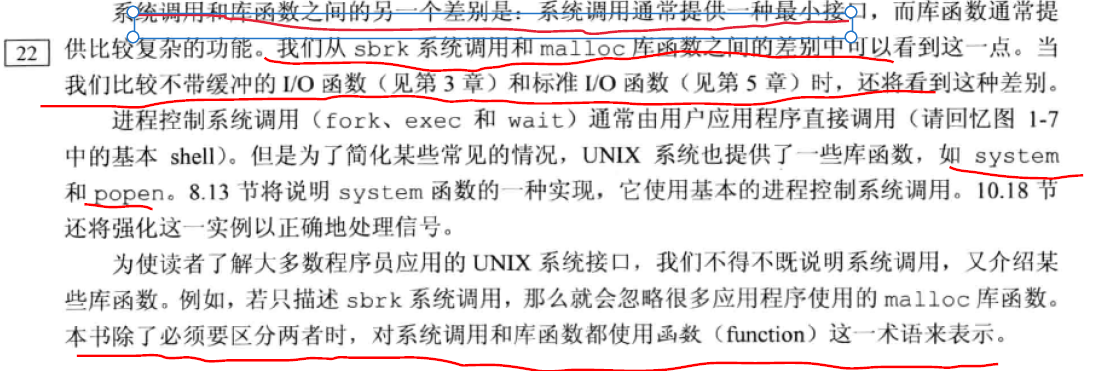 系统调用和库函数之间的另一个差别是：系统调用通常提供一种最小接口，而库函数通常提
22 供比较复杂的功能。我们从 sbrk 系统调用和 malloc 库函数之间的差别中可以看到这一点。当
我们比较不带缓冲的 I/O 函数（见第 3 章）和标准 I/O 函数（见第 5 章）时，还将看到这种差别。
进程控制系统调用（fork、exec 和 wait）通常由用户应用程序直接调用（请回忆图 1-7
中的基本 shell）。但是为了简化某些常见的情况，UNIX 系统也提供了一些库函数，如 system
和 popen。8.13 节将说明 system 函数的一种实现，它使用基本的进程控制系统调用。10.18 节
还将强化这一实例以正确地处理信号。
为使读者了解大多数程序员应用的 UNIX 系统接口，我们不得不既说明系统调用，又介绍某
些库函数。例如，若只描述 sbrk 系统调用，那么就会忽略很多应用程序使用的 malloc 库函数。
本书除了必须要区分两者时，对系统调用和库函数都使用函数（function）这一术语来表示。